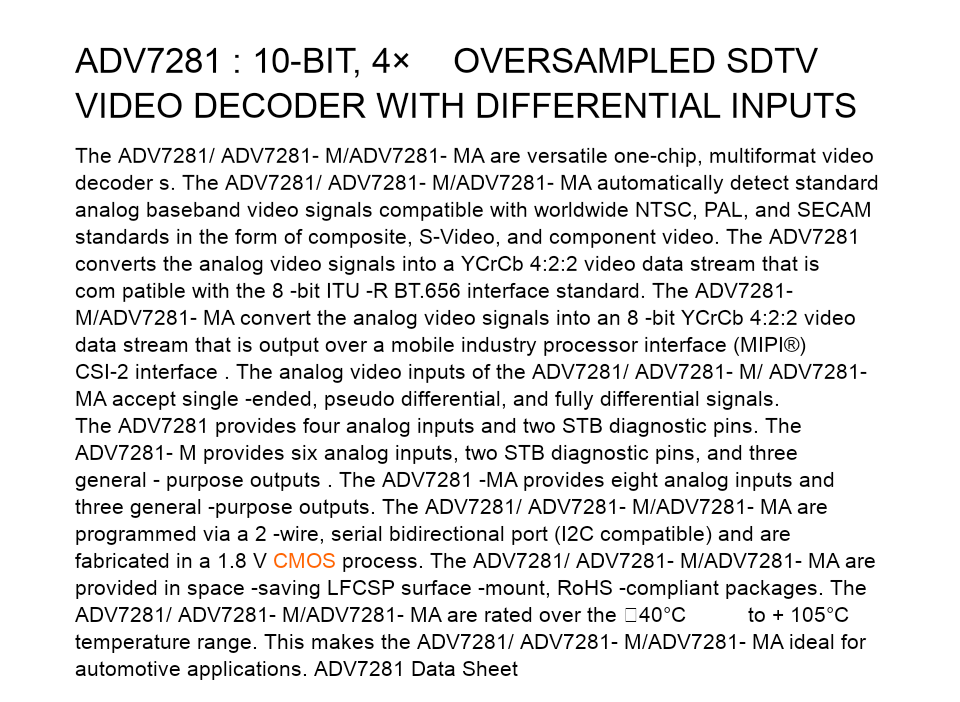 ADV7281 : 10-BIT, 4× OVERSAMPLED SDTV
VIDEO DECODER WITH DIFFERENTIAL INPUTS
The ADV7281/ ADV7281- M/ADV7281- MA are versatile one-chip, multiformat video
decoder s. The ADV7281/ ADV7281- M/ADV7281- MA automatically detect standard
analog baseband video signals compatible with worldwide NTSC, PAL, and SECAM
standards in the form of composite, S-Video, and component video. The ADV7281
converts the analog video signals into a YCrCb 4:2:2 video data stream that is
com patible with the 8 -bit ITU -R BT.656 interface standard. The ADV7281-
M/ADV7281- MA convert the analog video signals into an 8 -bit YCrCb 4:2:2 video
data stream that is output over a mobile industry processor interface (MIPI®)
CSI-2 interface . The analog video inputs of the ADV7281/ ADV7281- M/ ADV7281-
MA accept single -ended, pseudo differential, and fully differential signals.
The ADV7281 provides four analog inputs and two STB diagnostic pins. The
ADV7281- M provides six analog inputs, two STB diagnostic pins, and three
general - purpose outputs . The ADV7281 -MA provides eight analog inputs and
three general -purpose outputs. The ADV7281/ ADV7281- M/ADV7281- MA are
programmed via a 2 -wire, serial bidirectional port (I2C compatible) and are
fabricated in a 1.8 V CMOS process. The ADV7281/ ADV7281- M/ADV7281- MA are
provided in space -saving LFCSP surface -mount, RoHS -compliant packages. The
ADV7281/ ADV7281- M/ADV7281- MA are rated over the 40°C to + 105°C
temperature range. This makes the ADV7281/ ADV7281- M/ADV7281- MA ideal for
automotive applications. ADV7281 Data Sheet